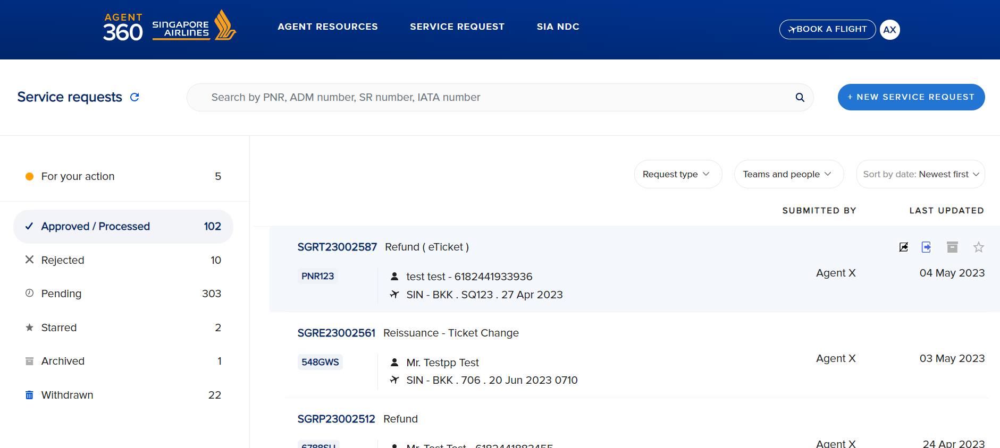 AGENT
360
SINGAPORE
AIRLINES
AGENT RESOURCES
SERVICE REQUEST
SIA NDC
BOOK A FLIGHT
AX
Service requests
Search by PNR, ADM number, SR number, IATA number
+ NEW SERVICE REQUEST
For your action 5
Approved / Processed 102
Rejected 10
Pending 303
Starred 2
Archived 1
Withdrawn 22
Request type
Teams and people
Sort by date: Newest first
SUBMITTED BY
LAST UPDATED
SGRT23002587 Refund ( eTicket )
PNR123
test test - 6182441933936
SIN - BKK . SQ123 . 27 Apr 2023
Agent X
04 May 2023
SGRE23002561 Reissuance - Ticket Change
548GWS
Mr. Testpp Test
SIN - BKK . 706 . 20 Jun 2023 0710
Agent X
03 May 2023
SGRP23002512 Refund
Mr. Test Test
Agent X
24 Apr 2023